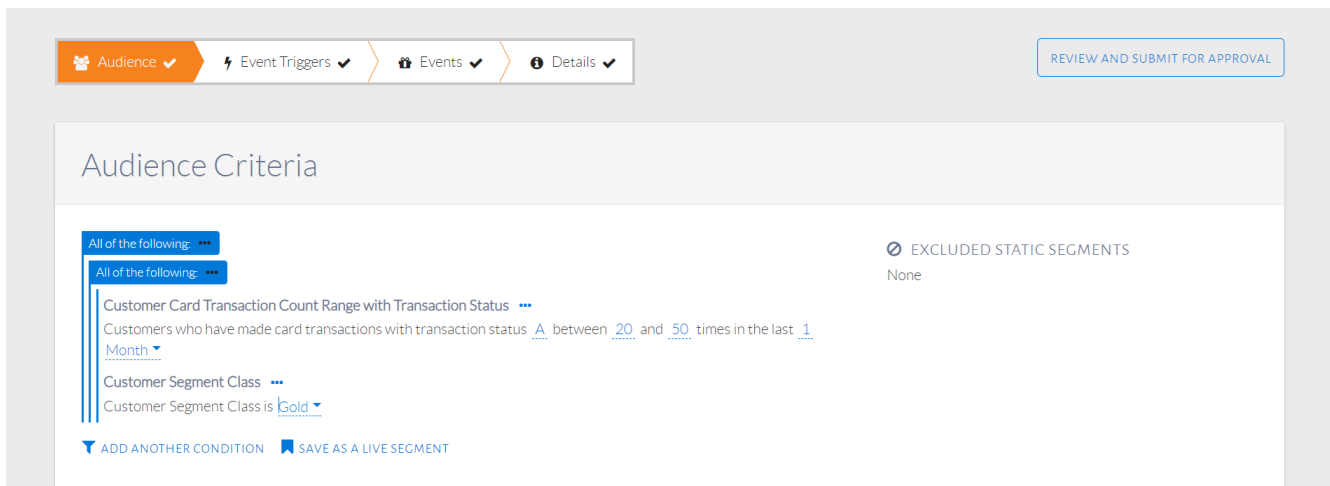 Audience
Event Triggers
Events
Details
REVIEW AND SUBMIT FOR APPROVAL
Audience Criteria
All of the following:
All of the following:
Customer Card Transaction Count Range with Transaction Status
Customers who have made card transactions with transaction status A between 20 and 50 times in the last 1
Month
Customer Segment Class
Customer Segment Class is Gold
ADD ANOTHER CONDITION
SAVE AS A LIVE SEGMENT
EXCLUDED STATIC SEGMENTS
None